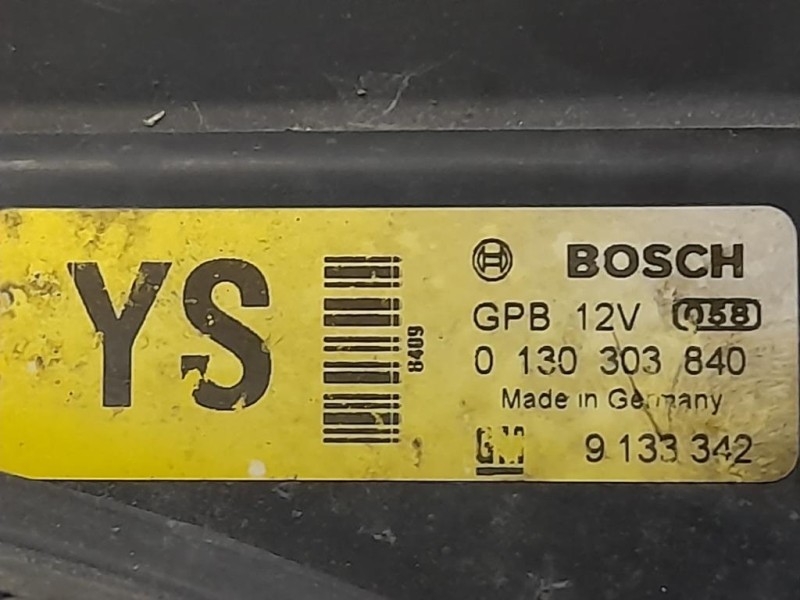 YS
8409
BOSCH
GPB 12V 058
0 130 303 840
Made in Germany
GM 9 133 342